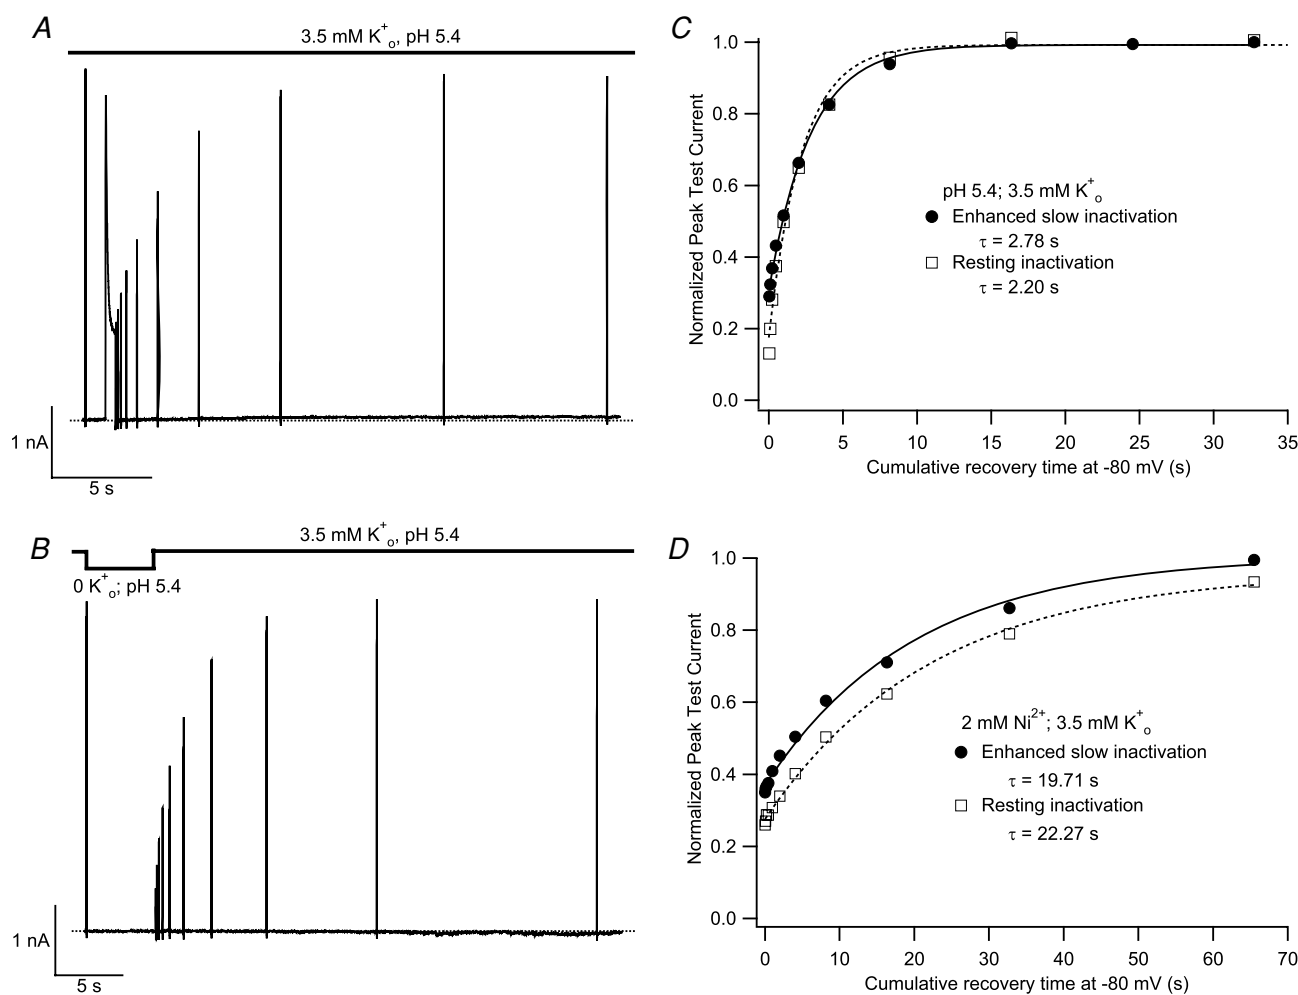 A
3.5 mM K⁺ₒ, pH 5.4
1 nA
5 s
B
3.5 mM K⁺ₒ, pH 5.4
0 K⁺ₒ; pH 5.4
1 nA
5 s
C
Normalized Peak Test Current
1.0
0.8
0.6
0.4
0.2
0.0
pH 5.4; 3.5 mM K⁺ₒ
Enhanced slow inactivation
τ = 2.78 s
Resting inactivation
τ = 2.20 s
0 5 10 15 20 25 30 35
Cumulative recovery time at -80 mV (s)
D
Normalized Peak Test Current
1.0
0.8
0.6
0.4
0.2
0.0
2 mM Ni²⁺; 3.5 mM K⁺ₒ
Enhanced slow inactivation
τ = 19.71 s
Resting inactivation
τ = 22.27 s
0 10 20 30 40 50 60 70
Cumulative recovery time at -80 mV (s)